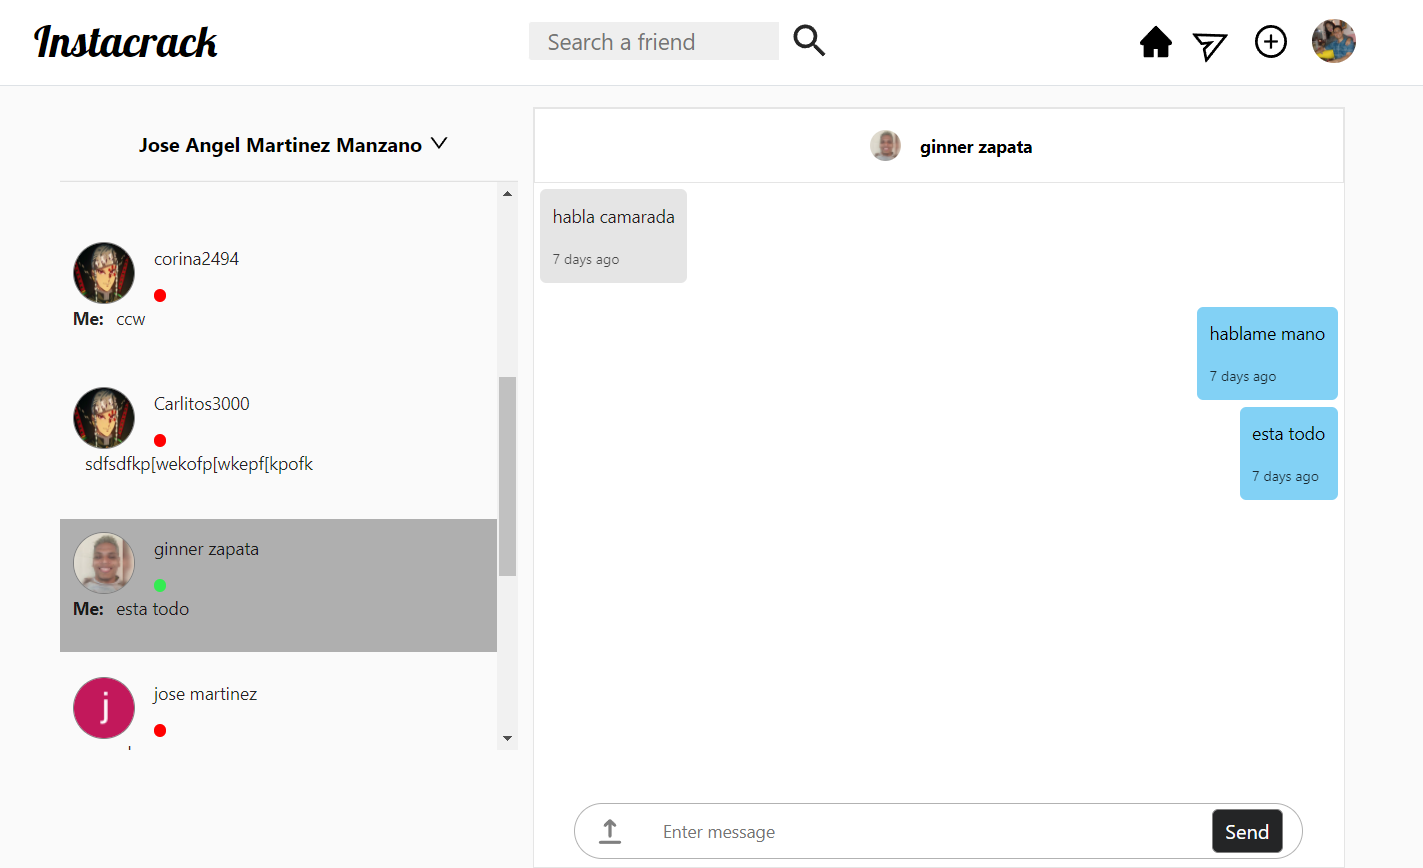 Instacrack
Search a friend
Jose Angel Martinez Manzano
corina2494
Me: ccw
Carlitos3000
sdfsdfkp[wekofp[wkepf[kpofk
ginner zapata
Me: esta todo
j
jose martinez
ginner zapata
habla camarada
7 days ago
hablame mano
7 days ago
esta todo
7 days ago
Enter message
Send